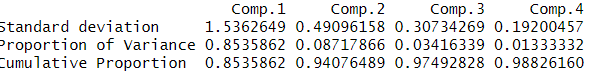 Comp.1 Comp.2 Comp.3 Comp.4
Standard deviation 1.5362649 0.49096158 0.30734269 0.19200457
Proportion of Variance 0.8535862 0.08717866 0.03416339 0.01333332
Cumulative Proportion 0.8535862 0.94076489 0.97492828 0.98826160